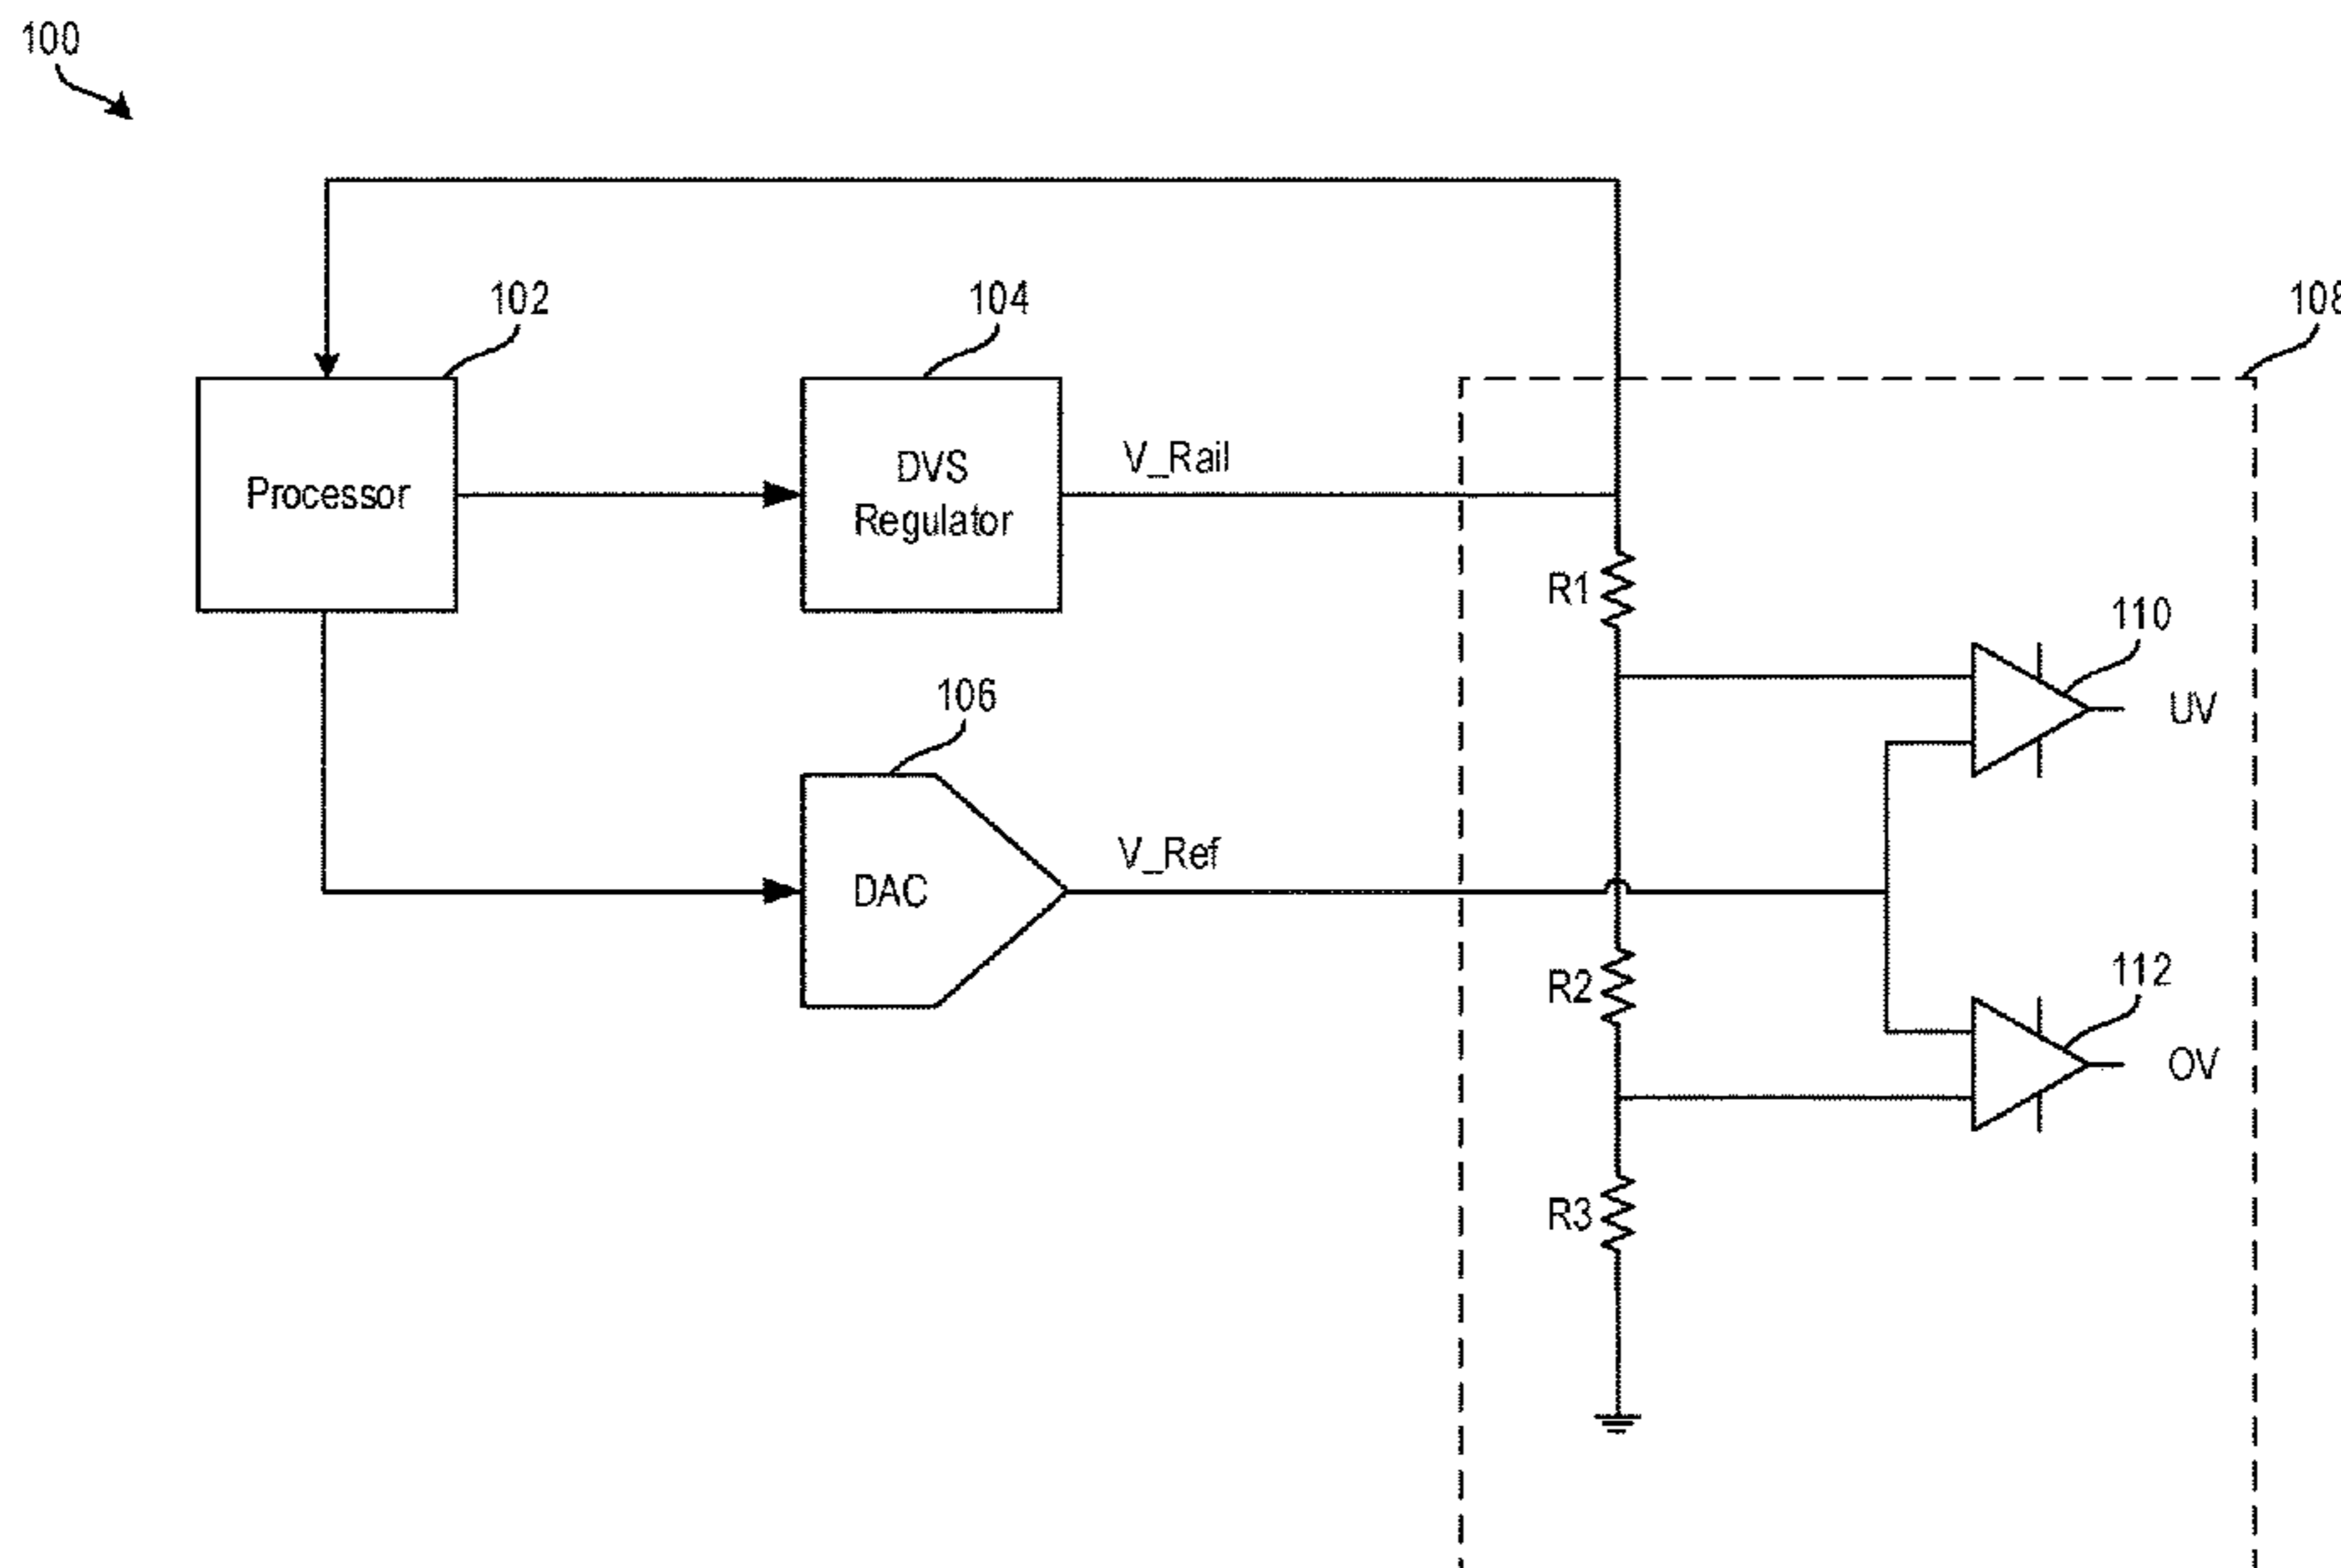 100
102
104
108
Processor
DVS
Regulator
V_Rail
R1
110
UV
106
DAC
V_Ref
R2
112
OV
R3